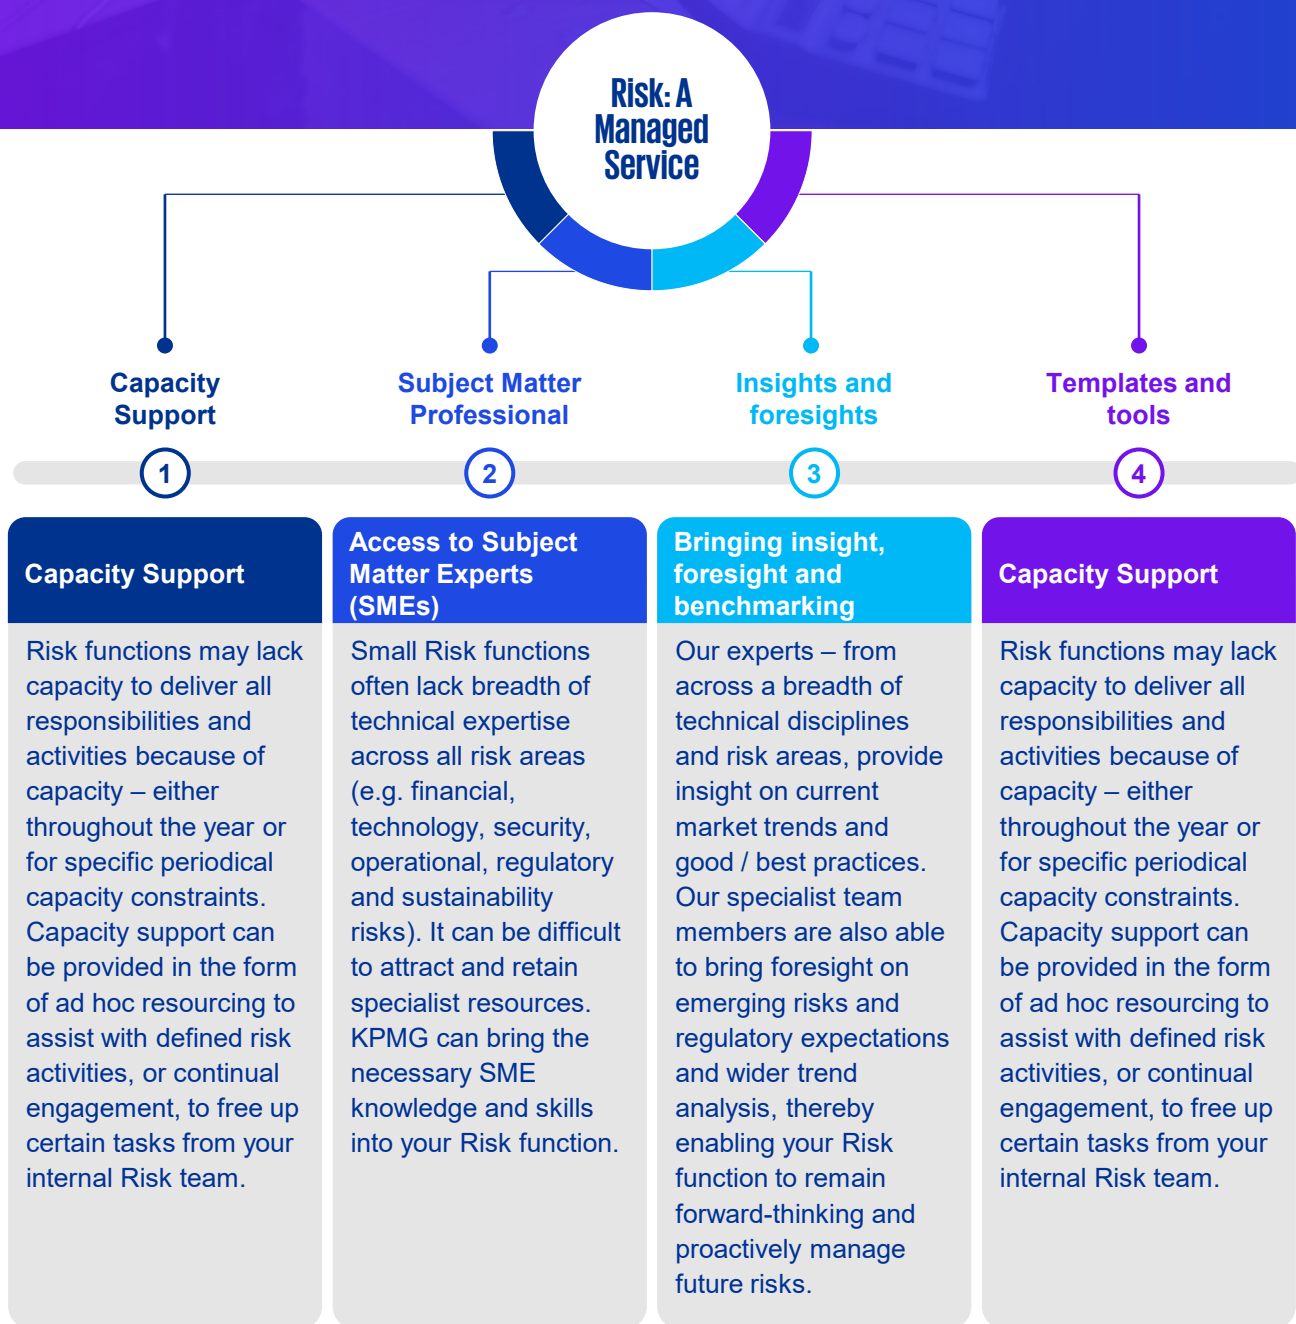 Risk: A
Managed
Service
Capacity
Support
Subject Matter
Professional
Insights and
foresights
Templates and
tools
1
2
3
4
Capacity Support
Risk functions may lack
capacity to deliver all
responsibilities and
activities because of
capacity – either
throughout the year or
for specific periodical
capacity constraints.
Capacity support can
be provided in the form
of ad hoc resourcing to
assist with defined risk
activities, or continual
engagement, to free up
certain tasks from your
internal Risk team.
Access to Subject
Matter Experts
(SMEs)
Small Risk functions
often lack breadth of
technical expertise
across all risk areas
(e.g. financial,
technology, security,
operational, regulatory
and sustainability
risks). It can be difficult
to attract and retain
specialist resources.
KPMG can bring the
necessary SME
knowledge and skills
into your Risk function.
Bringing insight,
foresight and
benchmarking
Our experts – from
across a breadth of
technical disciplines
and risk areas, provide
insight on current
market trends and
good / best practices.
Our specialist team
members are also able
to bring foresight on
emerging risks and
regulatory expectations
and wider trend
analysis, thereby
enabling your Risk
function to remain
forward-thinking and
proactively manage
future risks.
Capacity Support
Risk functions may lack
capacity to deliver all
responsibilities and
activities because of
capacity – either
throughout the year or
for specific periodical
capacity constraints.
Capacity support can
be provided in the form
of ad hoc resourcing to
assist with defined risk
activities, or continual
engagement, to free up
certain tasks from your
internal Risk team.